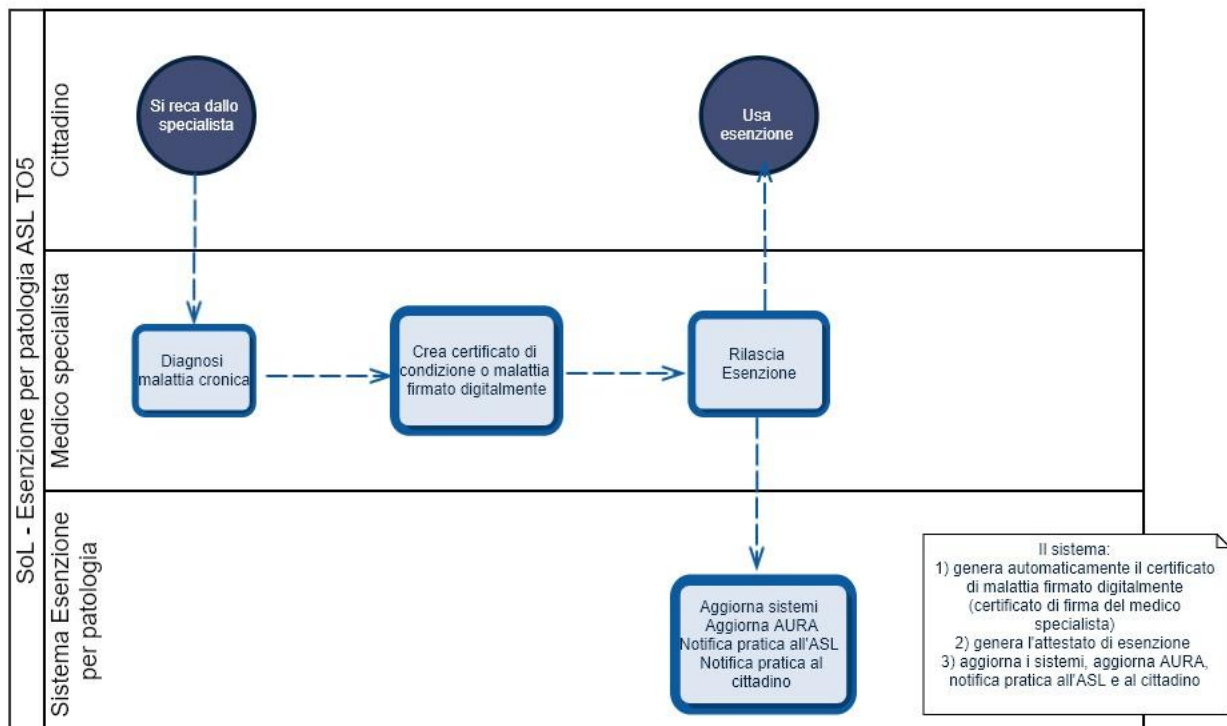 SoL - Esenzione per patologia ASL TO5
Cittadino
Si reca dallo
specialista
Usa
esenzione
Medico specialista
Diagnosi
malattia cronica
Crea certificato di
condizione o malattia
firmato digitalmente
Rilascia
Esenzione
Sistema Esenzione
per patologia
Aggiorna sistemi
Aggiorna AURA
Notifica pratica all'ASL
Notifica pratica al
cittadino
Il sistema:
1) genera automaticamente il certificato
di malattia firmato digitalmente
(certificato di firma del medico
specialista)
2) genera l'attestato di esenzione
3) aggiorna i sistemi, aggiorna AURA,
notifica pratica all'ASL e al cittadino